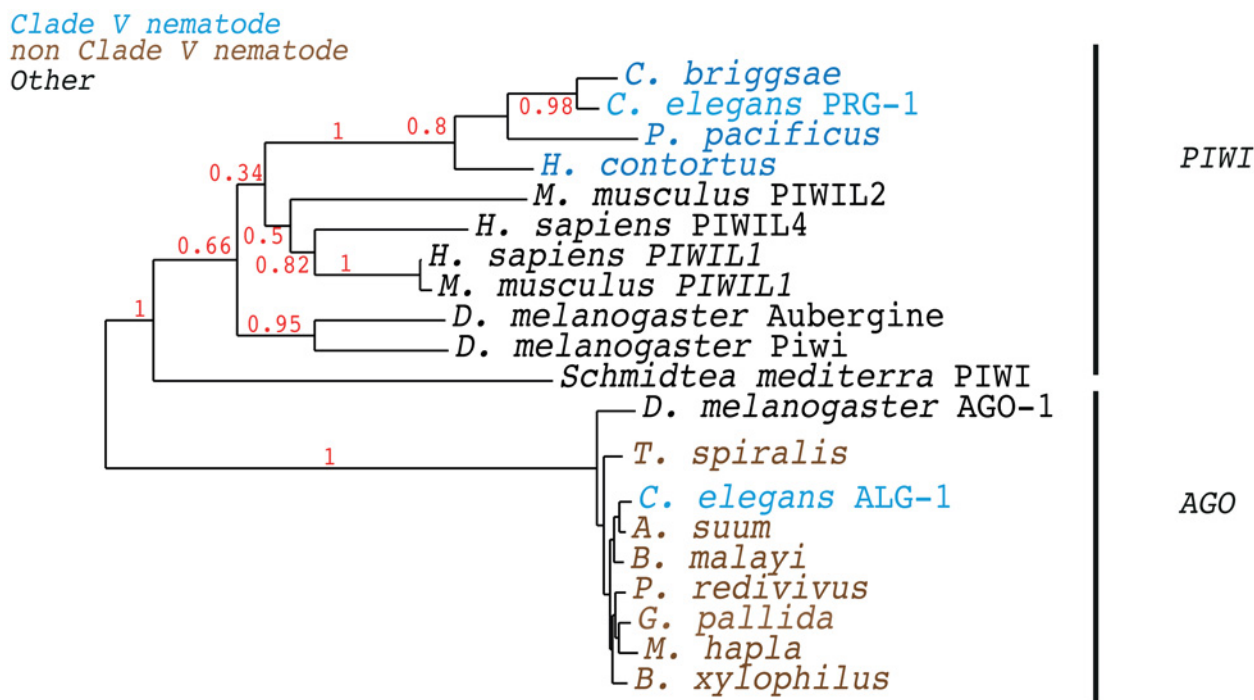 Clade V nematode
non Clade V nematode
Other
C. briggsae
0.98
C. elegans PRG-1
0.8
1
P. pacificus
PIWI
H. contortus
0.34
M. musculus PIWIL2
H. sapiens PIWIL4
0.5
0.66
H. sapiens PIWIL1
0.82
1
M. musculus PIWIL1
1
D. melanogaster Aubergine
0.95
D. melanogaster Piwi
Schmidtea mediterra PIWI
D. melanogaster AGO-1
1
T. spiralis
C. elegans ALG-1
AGO
A. suum
B. malayi
P. redivivus
G. pallida
M. hapla
B. xylophilus